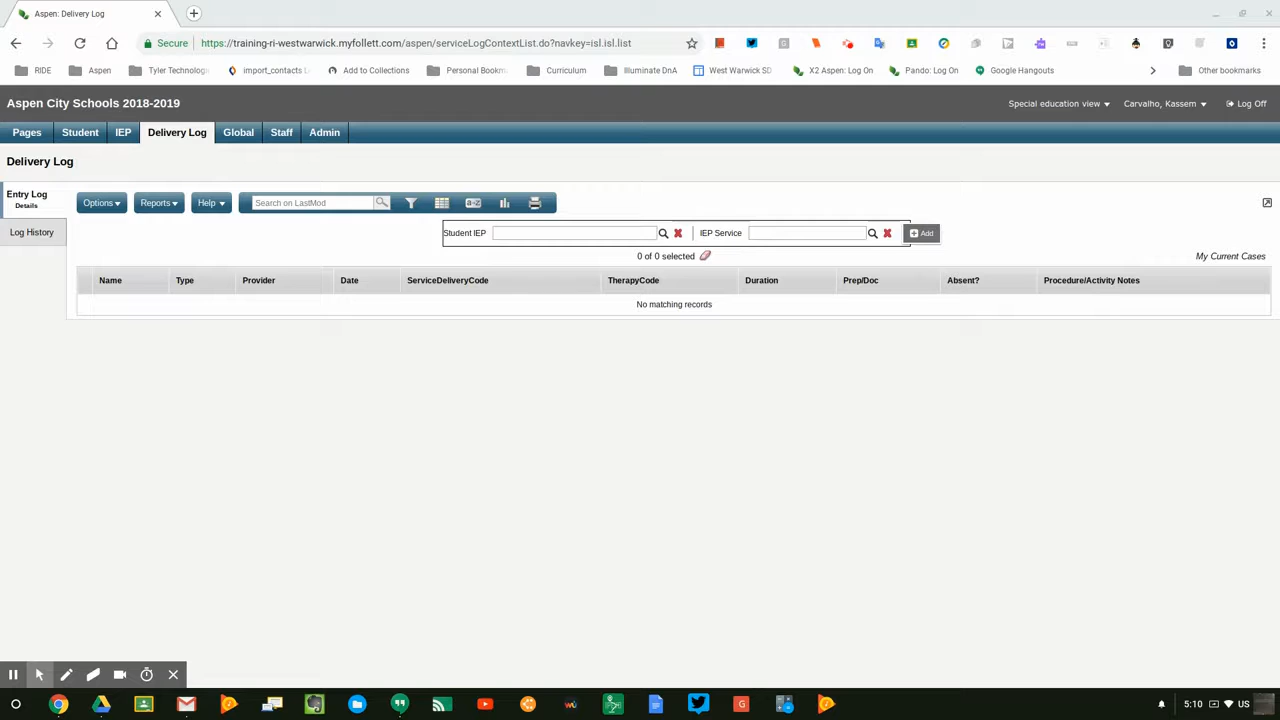 Aspen: Delivery Log
Secure https://training-ri-westwarwick.myfollett.com/aspen/serviceLogContextList.do?navkey=isl.isl.list
RIDE Aspen Tyler Technologi import_contacts L Add to Collections Personal Bookm Curriculum Illuminate DnA West Warwick SD X2 Aspen: Log On Pando: Log On Google Hangouts Other bookmarks
Aspen City Schools 2018-2019 Special education view Carvalho, Kassem Log Off
Pages Student IEP Delivery Log Global Staff Admin
Delivery Log
Entry Log
Details
Options Reports Help Search on LastMod
Log History
Student IEP IEP Service Add
0 of 0 selected My Current Cases
Name Type Provider Date ServiceDeliveryCode TherapyCode Duration Prep/Doc Absent? Procedure/Activity Notes
No matching records
5:10 US